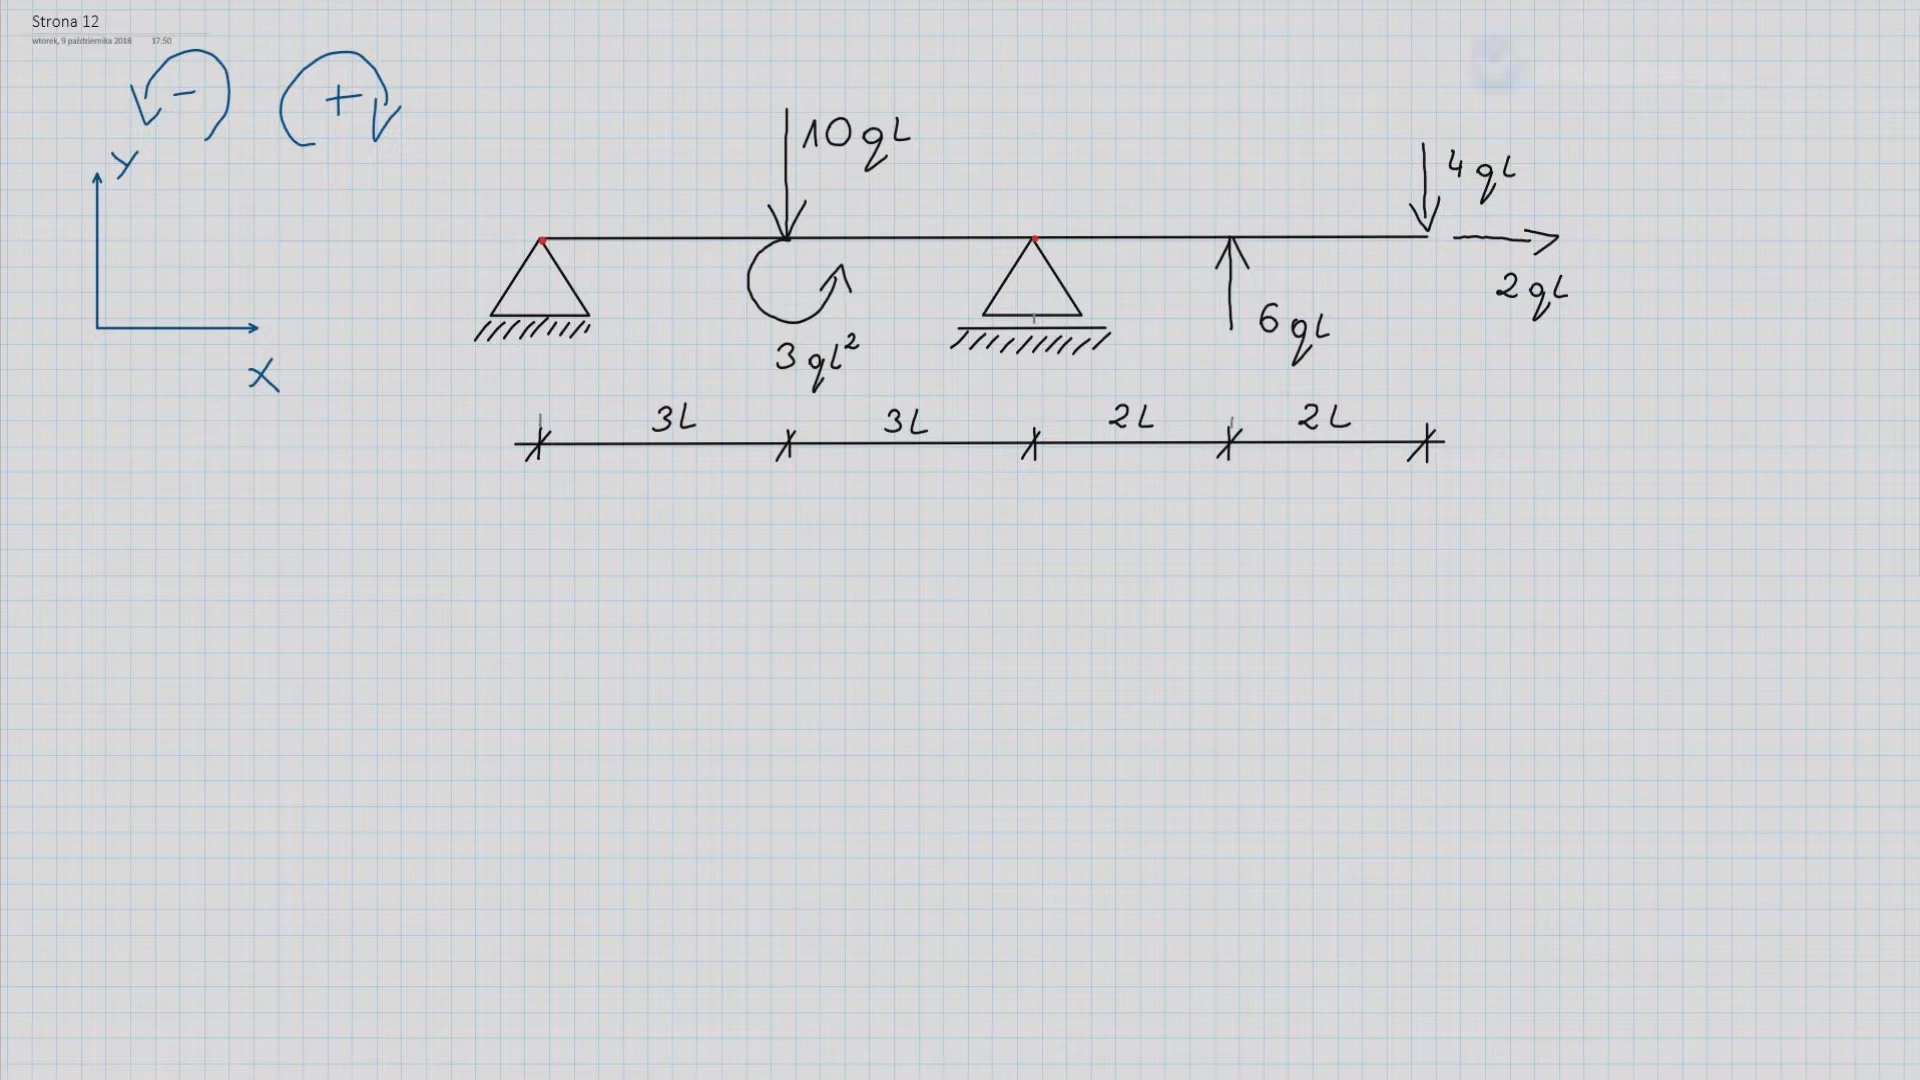 Strona 12
wtorek, 9 października 2018 17:50
- +
Y
X
10qL
4qL
2qL
6qL
3qL²
3L 3L 2L 2L